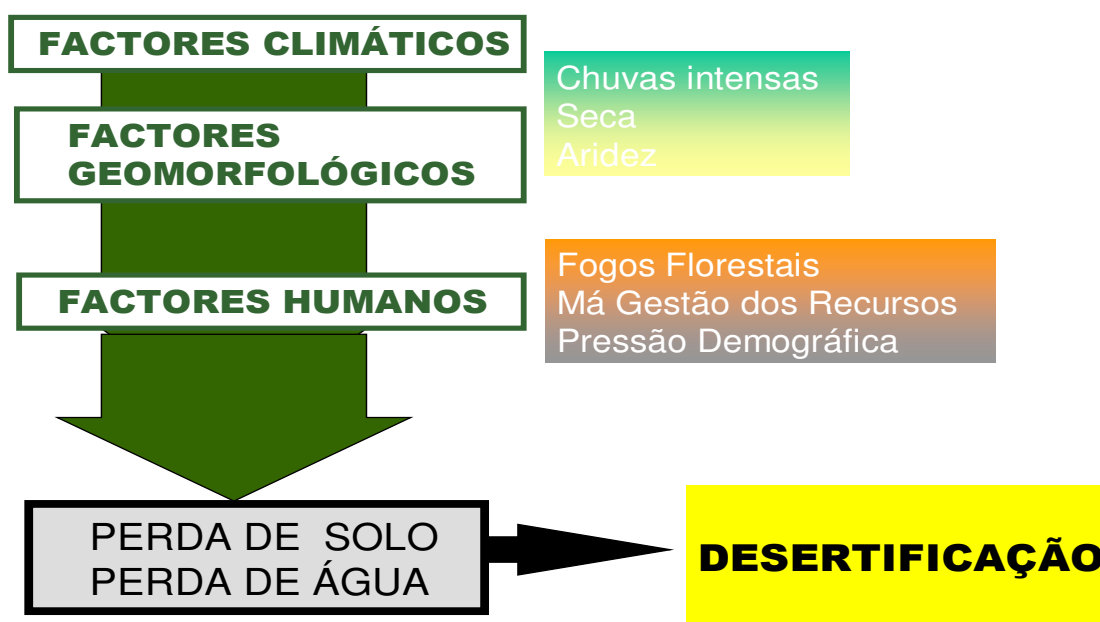 FACTORES CLIMÁTICOS
Chuvas intensas
Seca
Aridez
FACTORES
GEOMORFOLÓGICOS
Fogos Florestais
Má Gestão dos Recursos
Pressão Demográfica
FACTORES HUMANOS
PERDA DE SOLO
PERDA DE ÁGUA
DESERTIFICAÇÃO